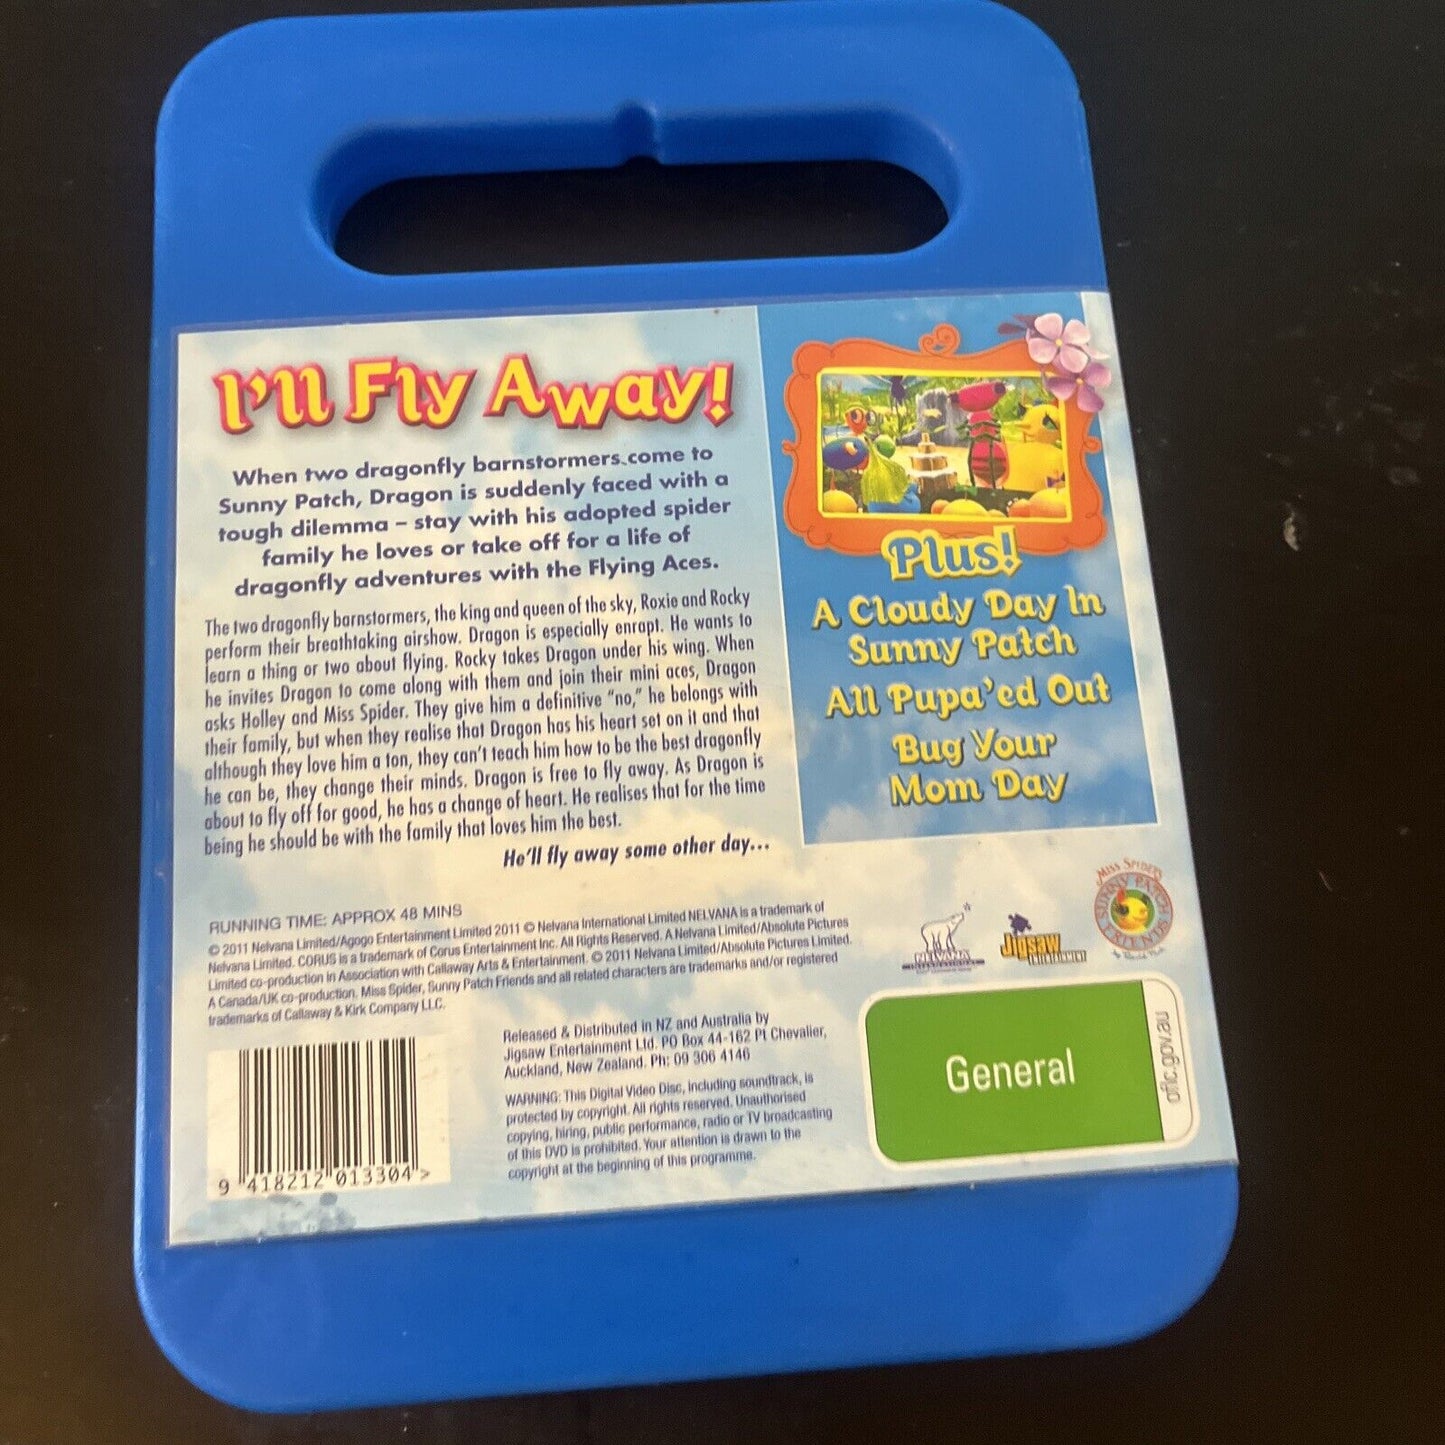 I'll Fly Away!
When two dragonfly barnstormers come to
Sunny Patch, Dragon is suddenly faced with a
tough dilemma – stay with his adopted spider
family he loves or take off for a life of
dragonfly adventures with the Flying Aces.
The two dragonfly barnstormers, the king and queen of the sky, Roxie and Rocky
perform their breathtaking airshow. Dragon is especially enrapt. He wants to
learn a thing or two about flying. Rocky takes Dragon under his wing. When
he invites Dragon to come along with them and join their mini aces, Dragon
asks Holley and Miss Spider. They give him a definitive “no,” he belongs with
their family, but when they realise that Dragon has his heart set on it and that
although they love him a ton, they can't teach him how to be the best dragonfly
he can be, they change their minds. Dragon is free to fly away. As Dragon is
about to fly off for good, he has a change of heart. He realises that for the time
being he should be with the family that loves him the best.
He'll fly away some other day...
Plus!
A Cloudy Day In
Sunny Patch
All Pupa'ed Out
Bug Your
Mom Day
RUNNING TIME: APPROX 48 MINS
© 2011 Nelvana Limited/Agogo Entertainment Limited 2011 © Nelvana International Limited NELVANA is a trademark of
Nelvana Limited. CORUS is a trademark of Corus Entertainment Inc. All Rights Reserved. A Nelvana Limited/Absolute Pictures
Limited co-production in Association with Callaway Arts & Entertainment. © 2011 Nelvana Limited/Absolute Pictures Limited.
A Canada/UK co-production. Miss Spider, Sunny Patch Friends and all related characters are trademarks and/or registered
trademarks of Callaway & Kirk Company LLC.
NELVANA
INTERNATIONAL
Jigsaw
ENTERTAINMENT
MISS SPIDER'S
SUNNY PATCH
FRIENDS
Released & Distributed in NZ and Australia by
Jigsaw Entertainment Ltd. PO Box 44-162 Pt Chevalier,
Auckland, New Zealand. Ph: 09 306 4146
WARNING: This Digital Video Disc, including soundtrack, is
protected by copyright. All rights reserved. Unauthorised
copying, hiring, public performance, radio or TV broadcasting
of this DVD is prohibited. Your attention is drawn to the
copyright at the beginning of this programme.
9 418212 013304 >
General
oflc.gov.au